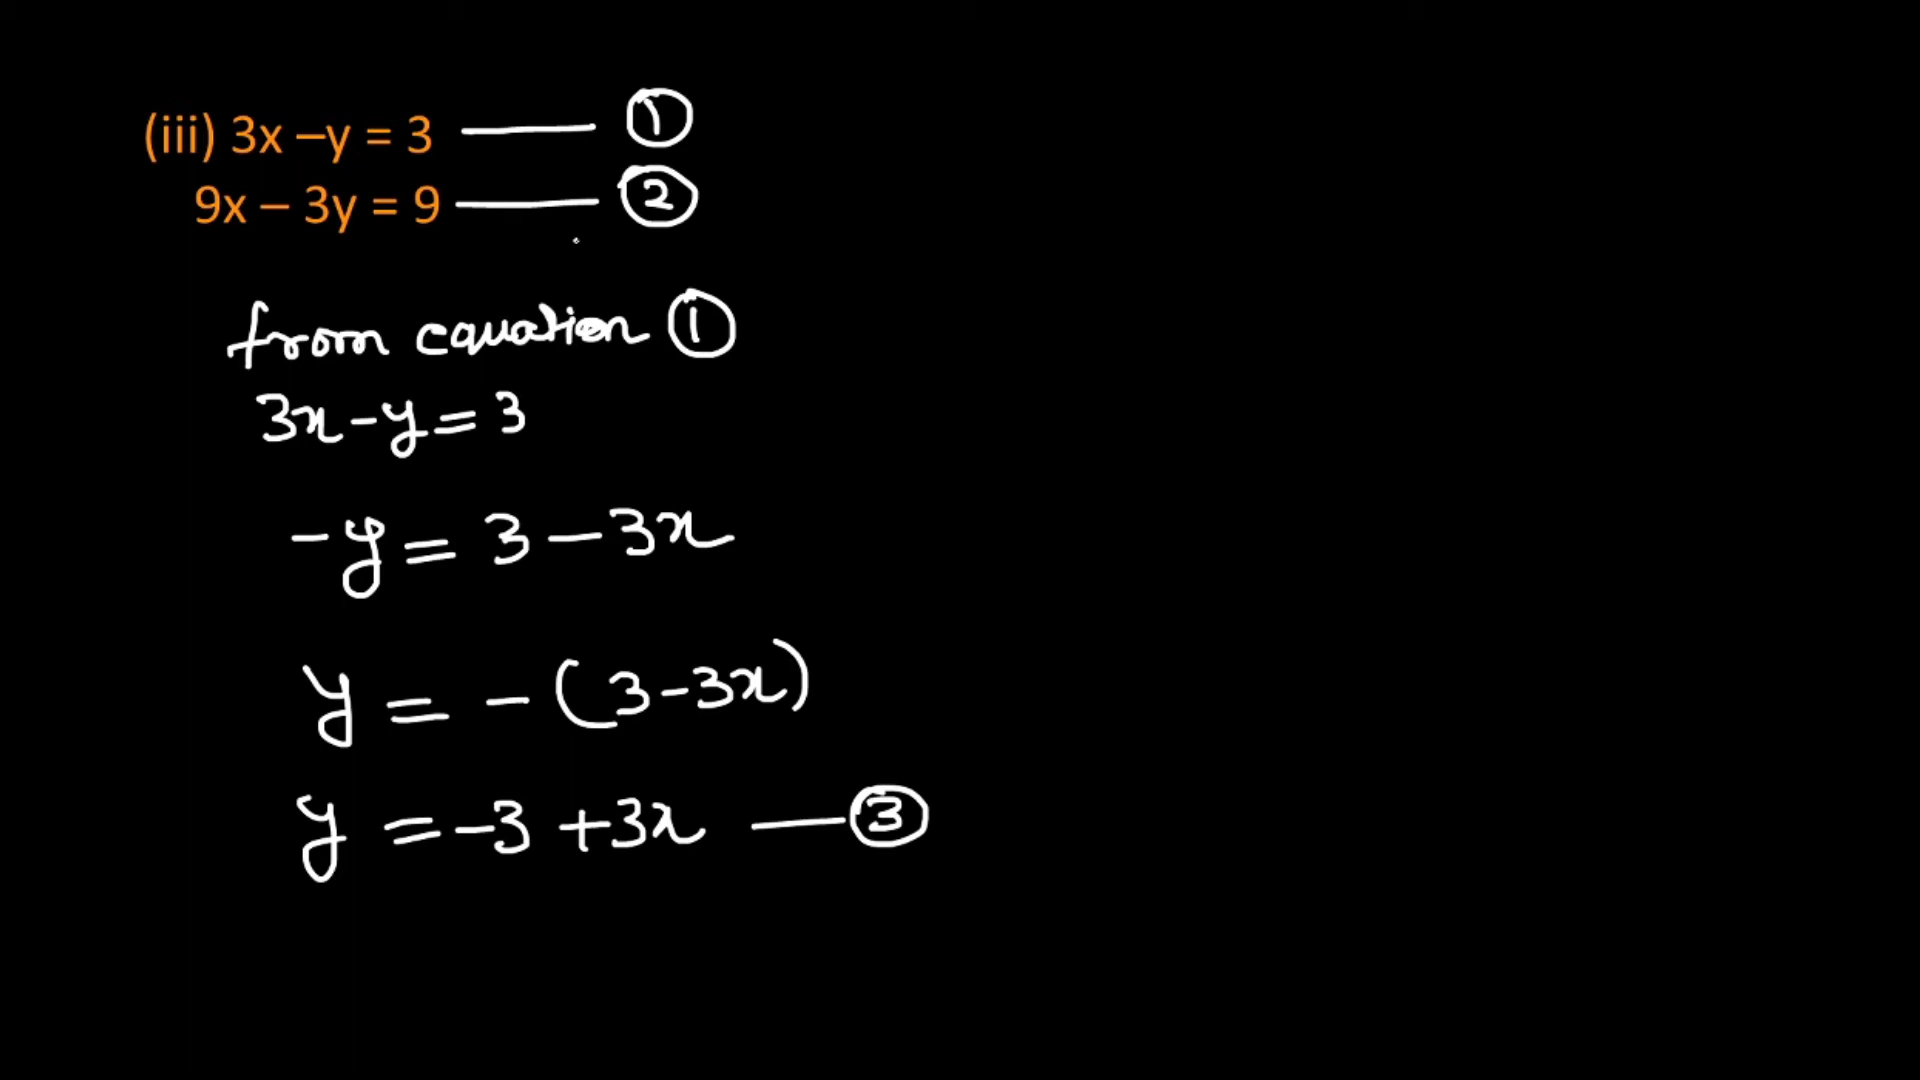 (iii) 3x –y = 3 —— ①
9x – 3y = 9 —— ②
from equation ①
3x-y=3
-y = 3-3x
y = -(3-3x)
y = -3+3x —— ③